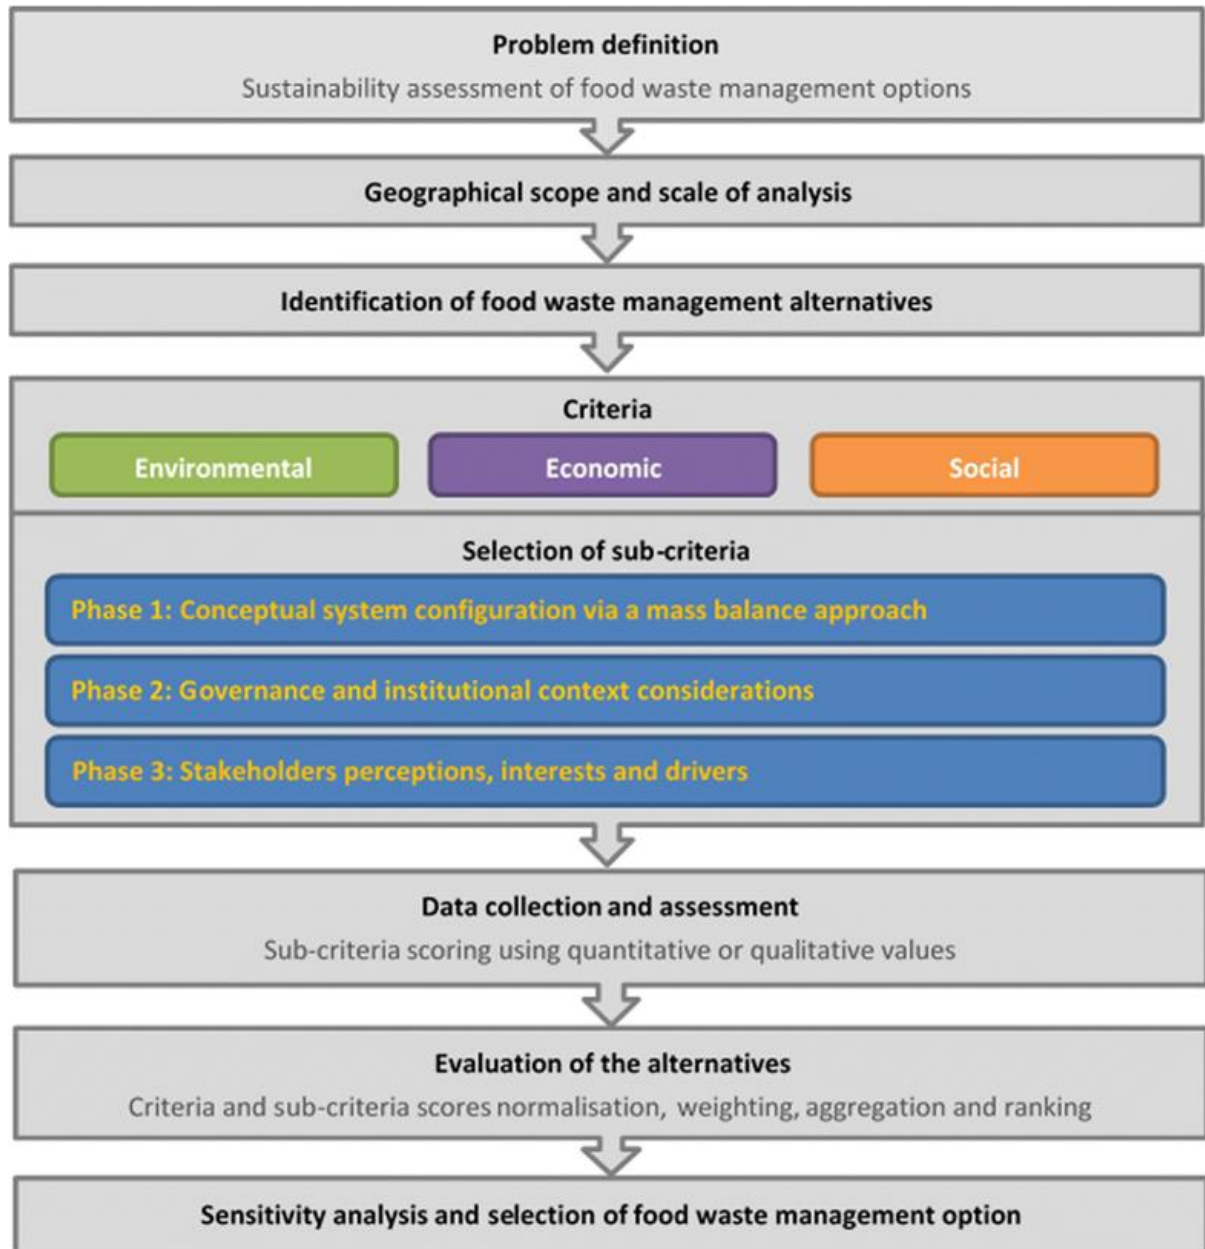 Problem definition
Sustainability assessment of food waste management options
Geographical scope and scale of analysis
Identification of food waste management alternatives
Criteria
Environmental
Economic
Social
Selection of sub-criteria
Phase 1: Conceptual system configuration via a mass balance approach
Phase 2: Governance and institutional context considerations
Phase 3: Stakeholders perceptions, interests and drivers
Data collection and assessment
Sub-criteria scoring using quantitative or qualitative values
Evaluation of the alternatives
Criteria and sub-criteria scores normalisation, weighting, aggregation and ranking
Sensitivity analysis and selection of food waste management option